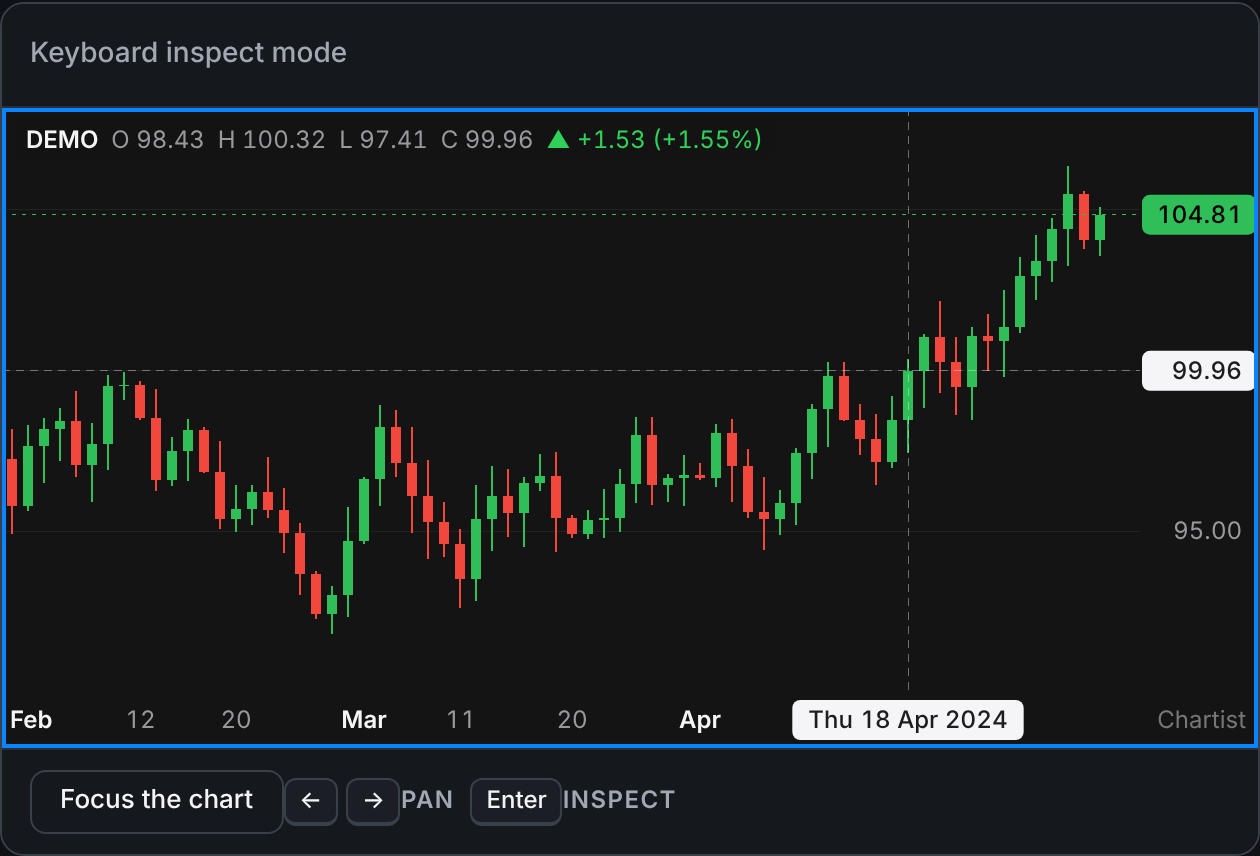 Keyboard inspect mode
DEMO O 98.43 H 100.32 L 97.41 C 99.96 ▲ +1.53 (+1.55%)
104.81
99.96
95.00
Feb 12 20 Mar 11 20 Apr Thu 18 Apr 2024 Chartist
Focus the chart ← → PAN Enter INSPECT